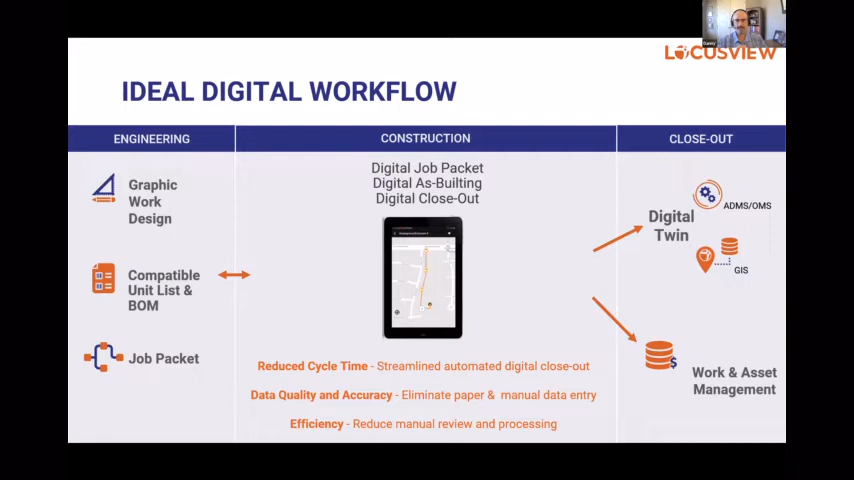 LOCUSVIEW
IDEAL DIGITAL WORKFLOW
ENGINEERING
CONSTRUCTION
CLOSE-OUT
Graphic
Work
Design
Compatible
Unit List &
BOM
Job Packet
Digital Job Packet
Digital As-Building
Digital Close-Out
Reduced Cycle Time - Streamlined automated digital close-out
Data Quality and Accuracy - Eliminate paper & manual data entry
Efficiency - Reduce manual review and processing
Digital
Twin
ADMS/OMS
GIS
$
Work & Asset
Management